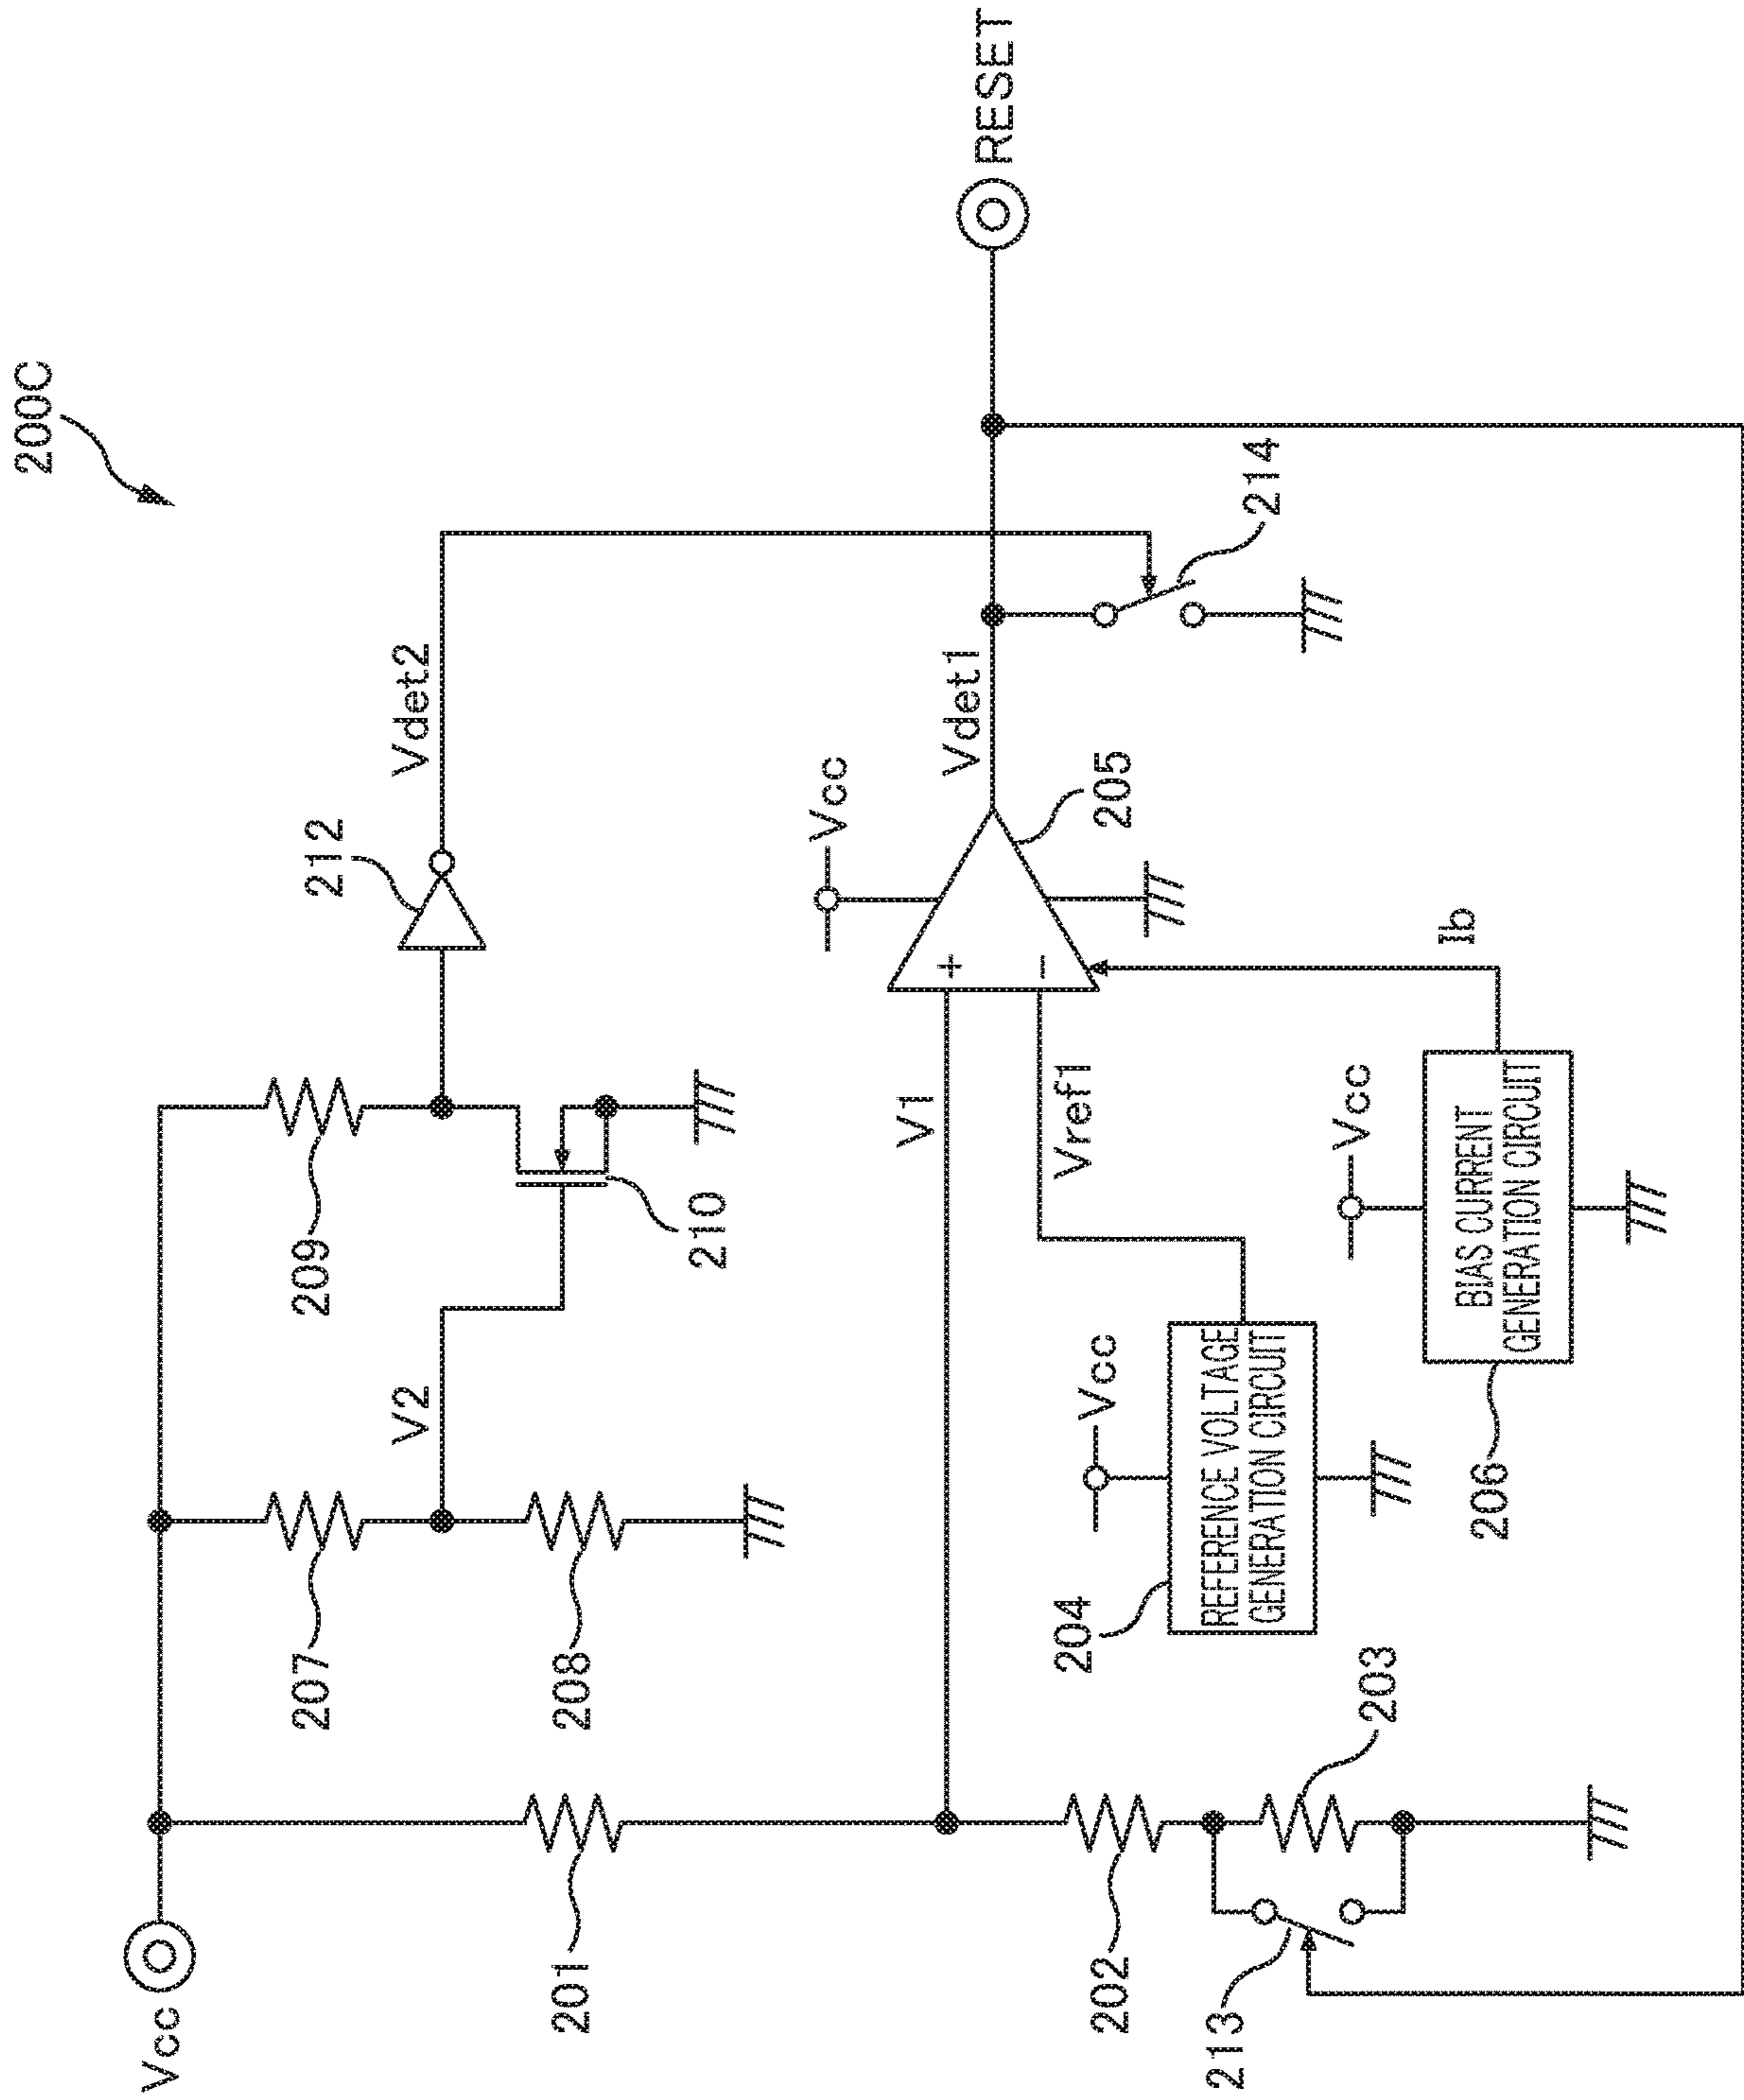 200C
Vcc
207
V2
209
212
Vdet2
208
210
201
V1
Vcc
Vdet1
RESET
+
−
205
214
Vref1
202
204
Vcc
REFERENCE VOLTAGE
GENERATION CIRCUIT
203
213
206
Vcc
BIAS CURRENT
GENERATION CIRCUIT
Ib